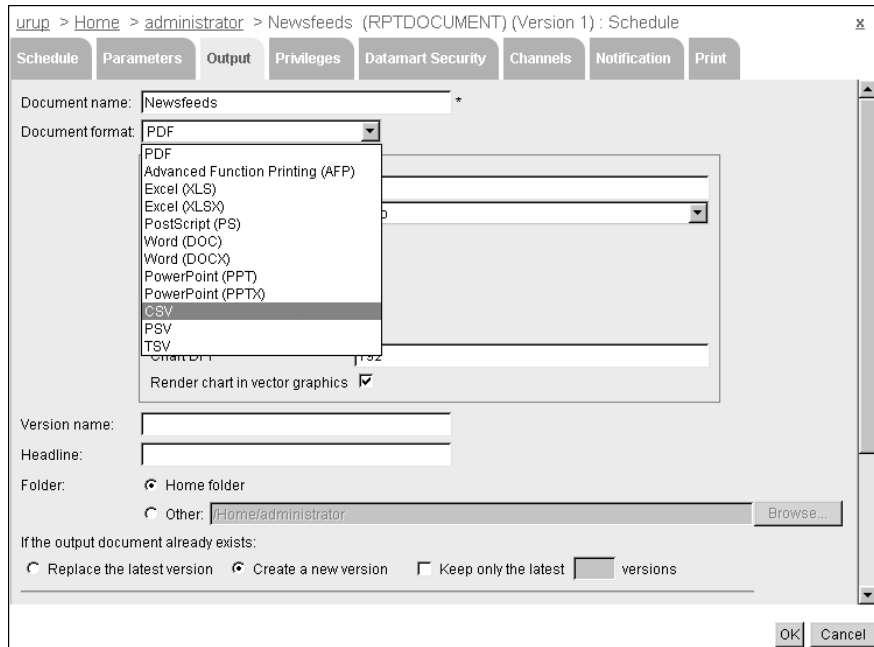 urup > Home > administrator > Newsfeeds (RPTDOCUMENT) (Version 1) : Schedule x
Schedule Parameters Output Privileges Datamart Security Channels Notification Print
Document name: Newsfeeds *
Document format: PDF
PDF
Advanced Function Printing (AFP)
Excel (XLS)
Excel (XLSX)
PostScript (PS)
Word (DOC)
Word (DOCX)
PowerPoint (PPT)
PowerPoint (PPTX)
CSV
PSV
TSV
Chart DPI 192
Render chart in vector graphics
Version name:
Headline:
Folder: Home folder
Other: /Home/administrator Browse...
If the output document already exists:
Replace the latest version Create a new version Keep only the latest versions
OK Cancel